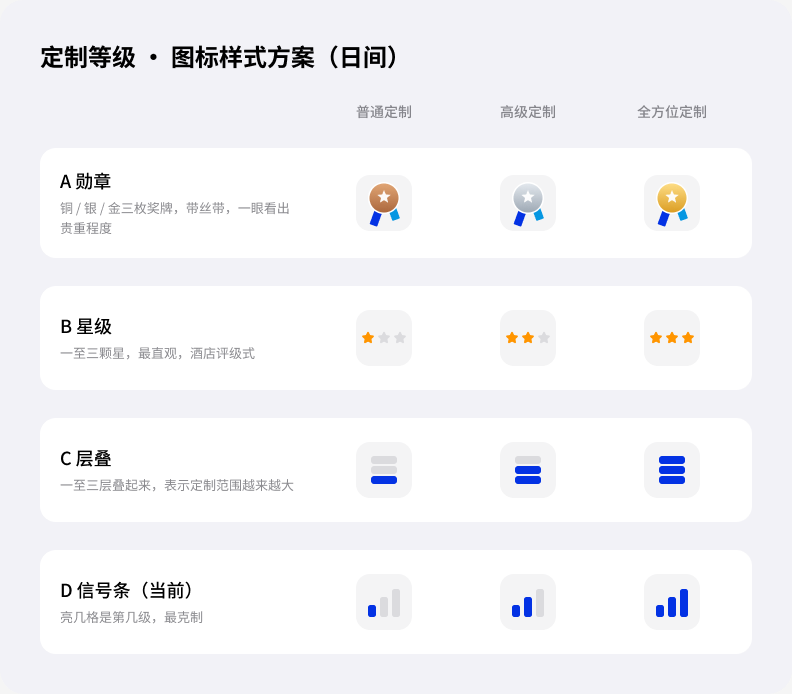 定制等级 · 图标样式方案（日间）
普通定制 高级定制 全方位定制
A 勋章
铜 / 银 / 金三枚奖牌，带丝带，一眼看出
贵重程度
B 星级
一至三颗星，最直观，酒店评级式
C 层叠
一至三层叠起来，表示定制范围越来越大
D 信号条（当前）
亮几格是第几级，最克制